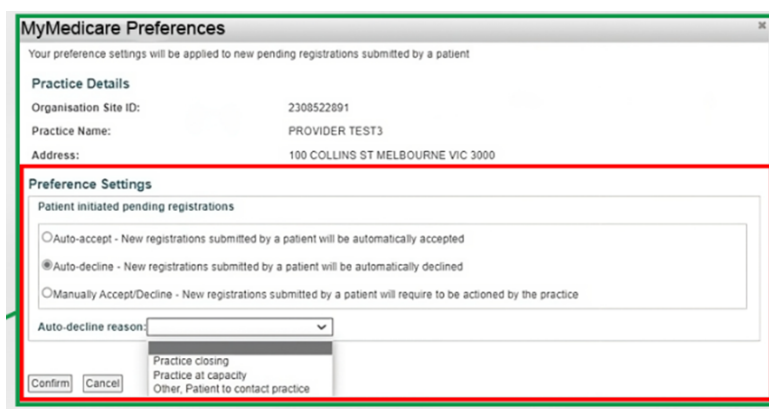 MyMedicare Preferences
Your preference settings will be applied to new pending registrations submitted by a patient
Practice Details
Organisation Site ID: 2308522891
Practice Name: PROVIDER TEST3
Address: 100 COLLINS ST MELBOURNE VIC 3000
Preference Settings
Patient initiated pending registrations
Auto-accept - New registrations submitted by a patient will be automatically accepted
Auto-decline - New registrations submitted by a patient will be automatically declined
Manually Accept/Decline - New registrations submitted by a patient will require to be actioned by the practice
Auto-decline reason:
Practice closing
Practice at capacity
Other, Patient to contact practice
Confirm Cancel